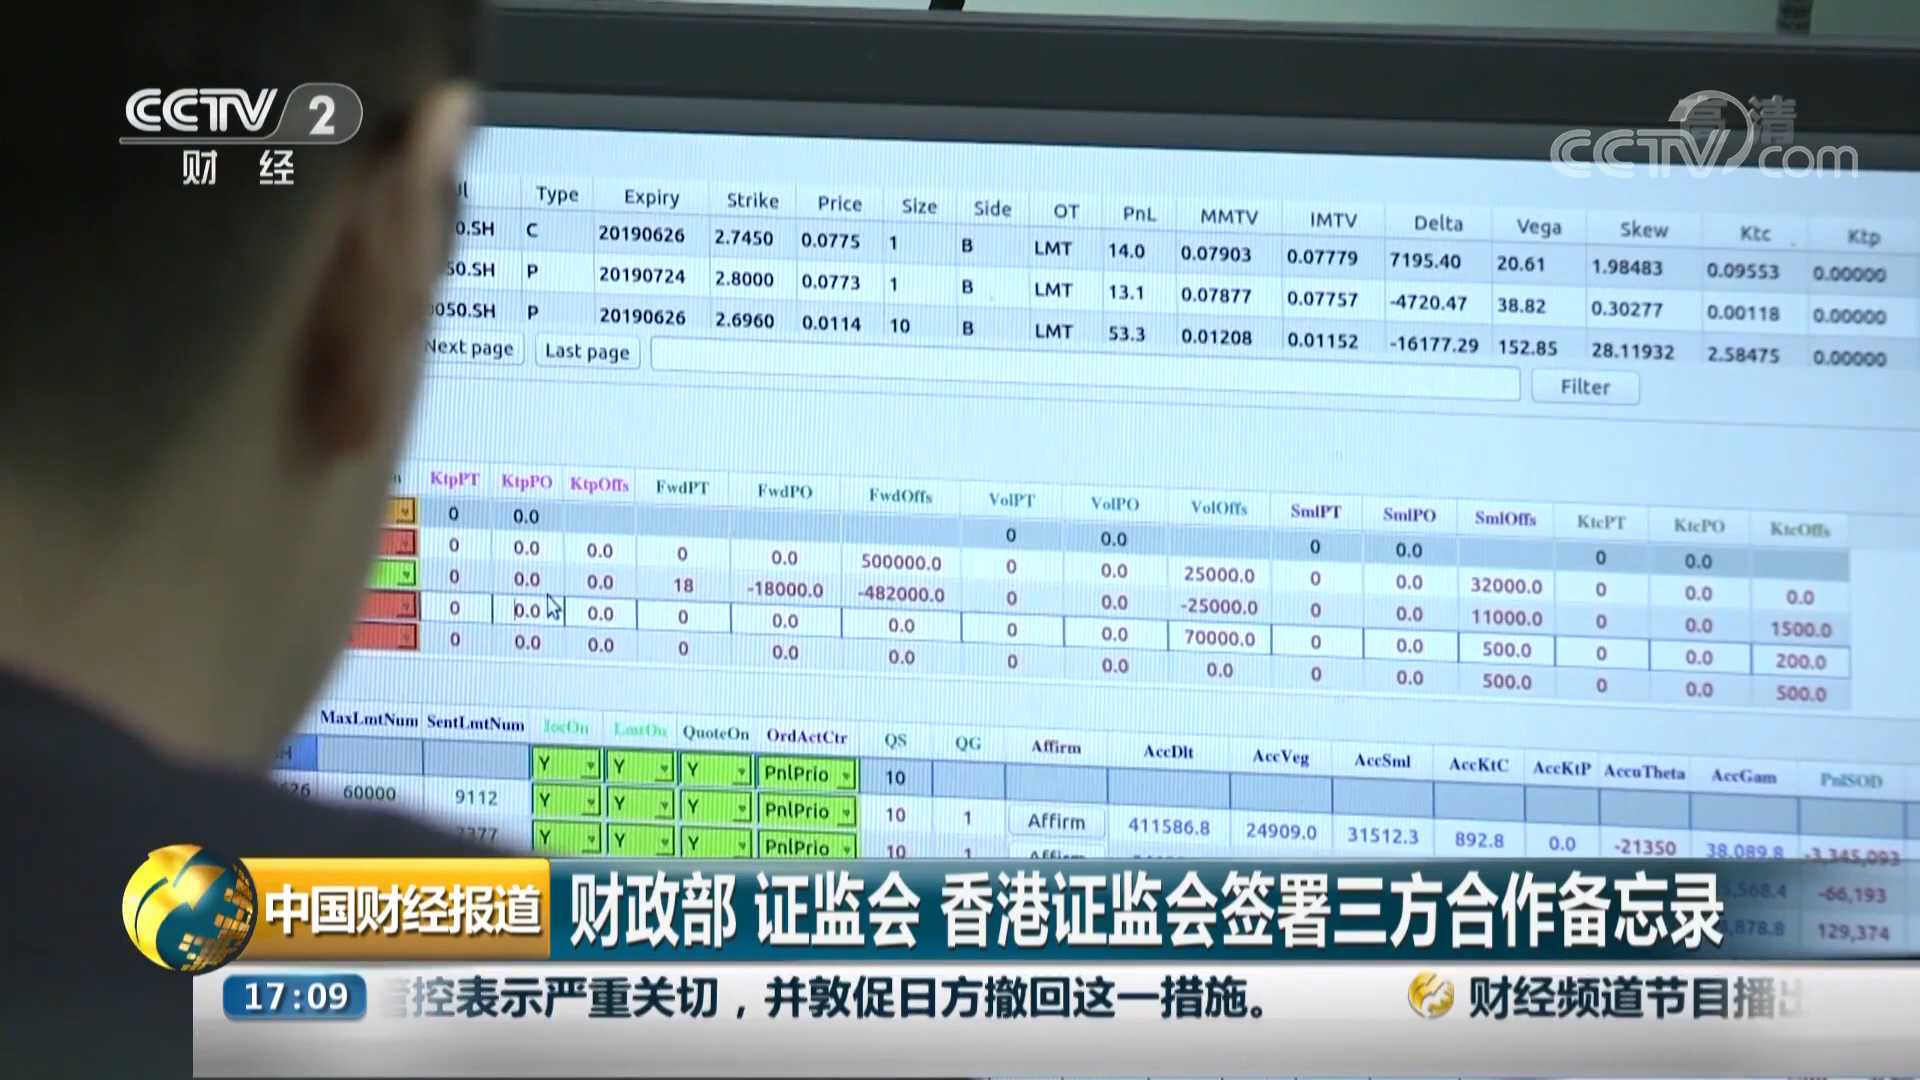 CCTV 2
财 经
高清
CCTV.com
Type Expiry Strike Price Size Side OT PnL MMTV IMTV Delta Vega Skew Ktc Ktp
0.SH C 20190626 2.7450 0.0775 1 B LMT 14.0 0.07903 0.07779 7195.40 20.61 1.98483 0.09553 0.00000
50.SH P 20190724 2.8000 0.0773 1 B LMT 13.1 0.07877 0.07757 -4720.47 38.82 0.30277 0.00118 0.00000
050.SH P 20190626 2.6960 0.0114 10 B LMT 53.3 0.01208 0.01152 -16177.29 152.85 28.11932 2.58475 0.00000
Next page Last page Filter
KtpPT KtpPO KtpOffs FwdPT FwdPO FwdOffs VolPT VolPO VolOffs SmlPT SmlPO SmlOffs KtcPT KtcPO KtcOffs
0 0.0 0 0.0 0 0.0 0 0.0
0 0.0 0.0 0 0.0 500000.0 0 0.0 25000.0 0 0.0 32000.0 0 0.0 0.0
0 0.0 0.0 18 -18000.0 -482000.0 0 0.0 -25000.0 0 0.0 11000.0 0 0.0 1500.0
0 0.0 0.0 0 0.0 0.0 0 0.0 70000.0 0 0.0 500.0 0 0.0 200.0
0 0.0 0.0 0 0.0 0.0 0 0.0 0.0 0 0.0 500.0 0 0.0 500.0
MaxLmtNum SentLmtNum IocOn LmtOn QuoteOn OrdActCtr QS QG Affirm AccDlt AccVeg AccSml AccKtC AccKtP AccuTheta AccGam PnlSOD
Y Y Y PnlPrio 10
626 60000 9112 Y Y Y PnlPrio 10 1 Affirm 411586.8 24909.0 31512.3 892.8 0.0 -21350 38,089.8 -3,345,093
Y Y Y PnlPrio 10 1 -66,193
129,374
中国财经报道 财政部 证监会 香港证监会签署三方合作备忘录
17:09 管控表示严重关切，并敦促日方撤回这一措施。 财经频道节目播出